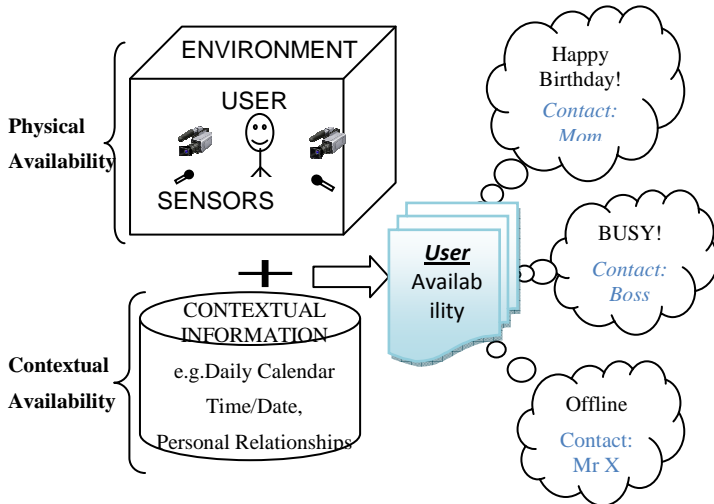 Physical
Availability
ENVIRONMENT
USER
SENSORS
Contextual
Availability
CONTEXTUAL
INFORMATION
e.g.Daily Calendar
Time/Date,
Personal Relationships
User
Availab
ility
Happy
Birthday!
Contact:
Mom
BUSY!
Contact:
Boss
Offline
Contact:
Mr X